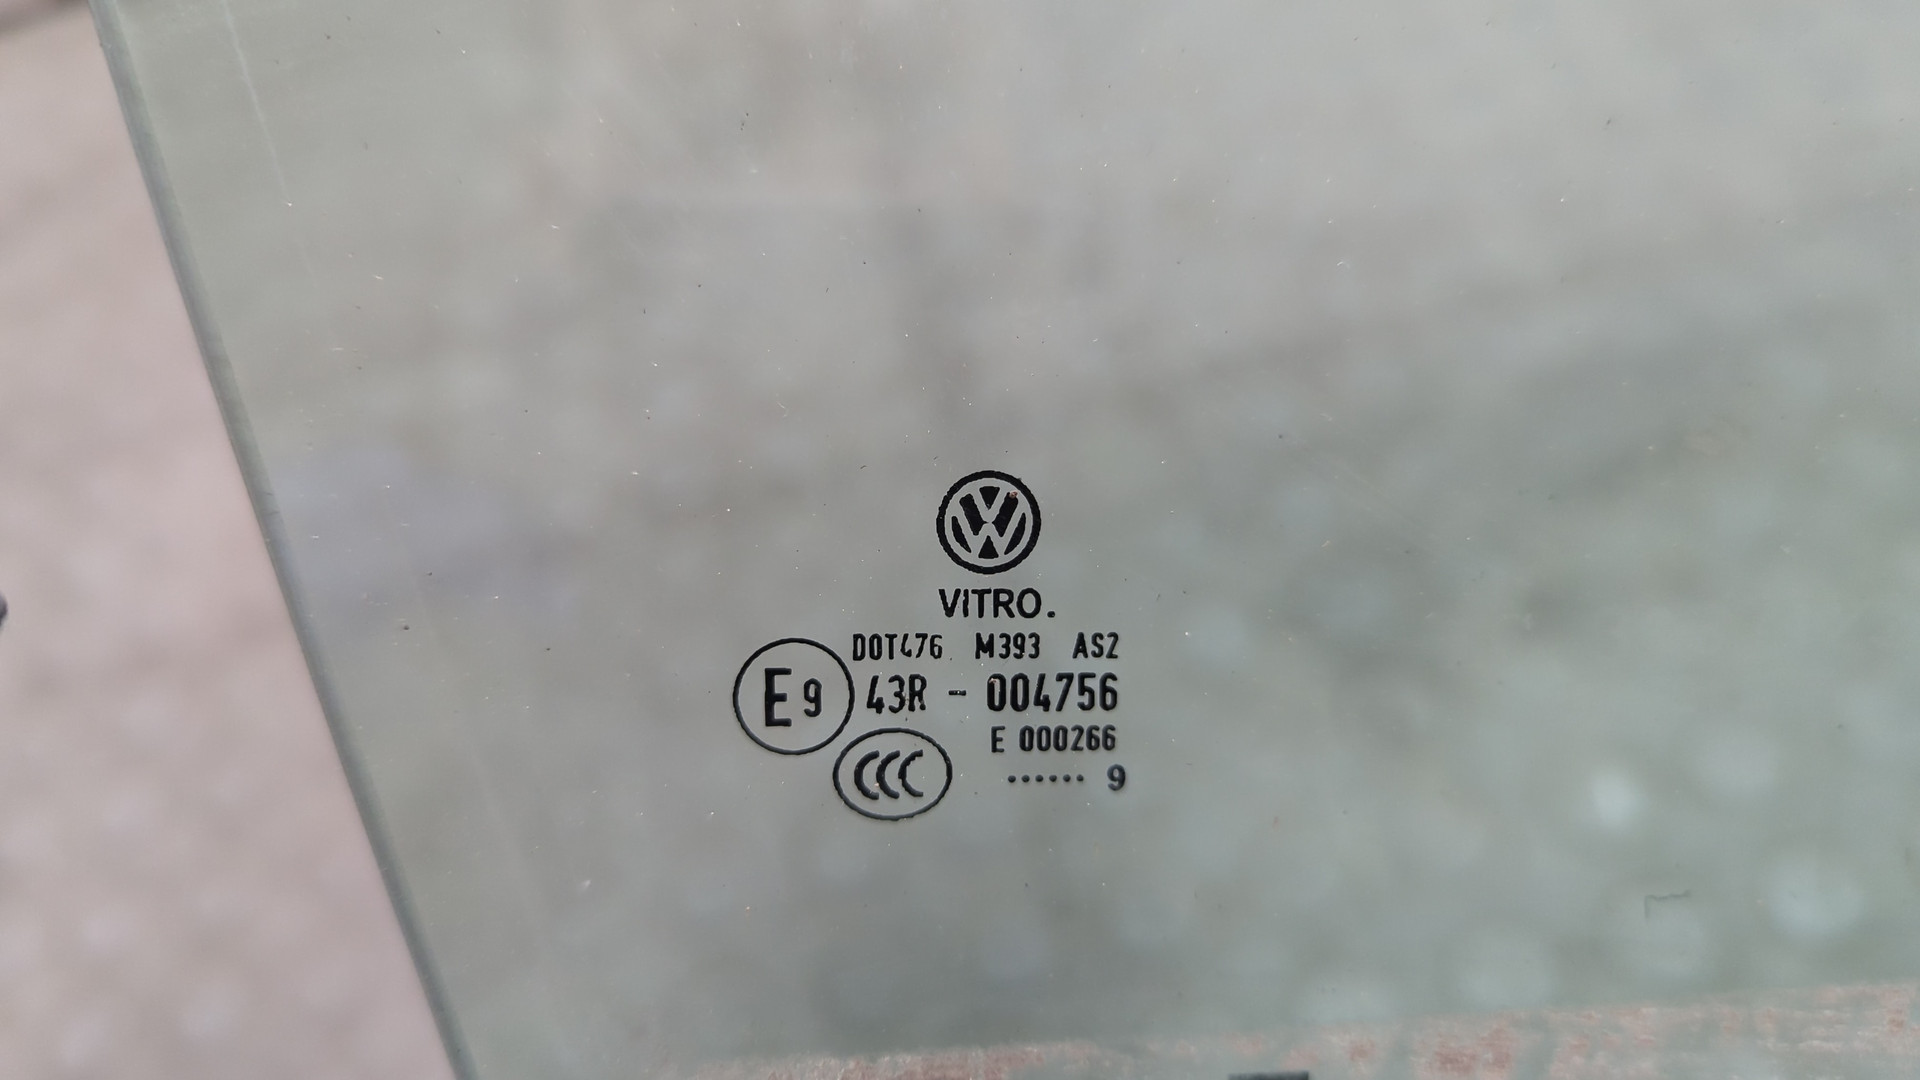 VITRO.
DOT476 M393 AS2
E9 43R - 004756
E 000266
CCC ...... 9